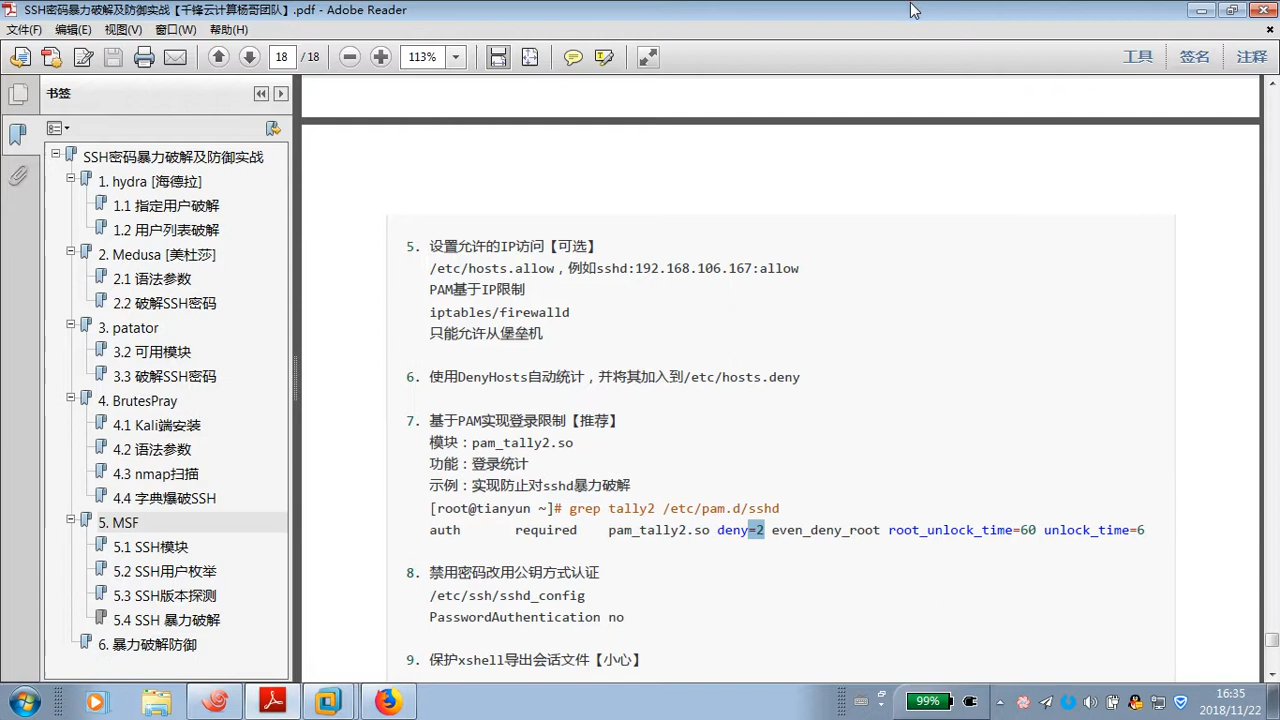 SSH密码暴力破解及防御实战【千锋云计算杨哥团队】.pdf - Adobe Reader
文件(F) 编辑(E) 视图(V) 窗口(W) 帮助(H)
18 / 18 113% 工具 签名 注释
书签
SSH密码暴力破解及防御实战
1. hydra [海德拉]
1.1 指定用户破解
1.2 用户列表破解
2. Medusa [美杜莎]
2.1 语法参数
2.2 破解SSH密码
3. patator
3.2 可用模块
3.3 破解SSH密码
4. BrutesPray
4.1 Kali端安装
4.2 语法参数
4.3 nmap扫描
4.4 字典爆破SSH
5. MSF
5.1 SSH模块
5.2 SSH用户枚举
5.3 SSH版本探测
5.4 SSH 暴力破解
6. 暴力破解防御
5. 设置允许的IP访问【可选】
/etc/hosts.allow，例如sshd:192.168.106.167:allow
PAM基于IP限制
iptables/firewalld
只能允许从堡垒机
6. 使用DenyHosts自动统计，并将其加入到/etc/hosts.deny
7. 基于PAM实现登录限制【推荐】
模块：pam_tally2.so
功能：登录统计
示例：实现防止对sshd暴力破解
[root@tianyun ~]# grep tally2 /etc/pam.d/sshd
auth required pam_tally2.so deny=2 even_deny_root root_unlock_time=60 unlock_time=6
8. 禁用密码改用公钥方式认证
/etc/ssh/sshd_config
PasswordAuthentication no
9. 保护xshell导出会话文件【小心】
99%
16:35
2018/11/22